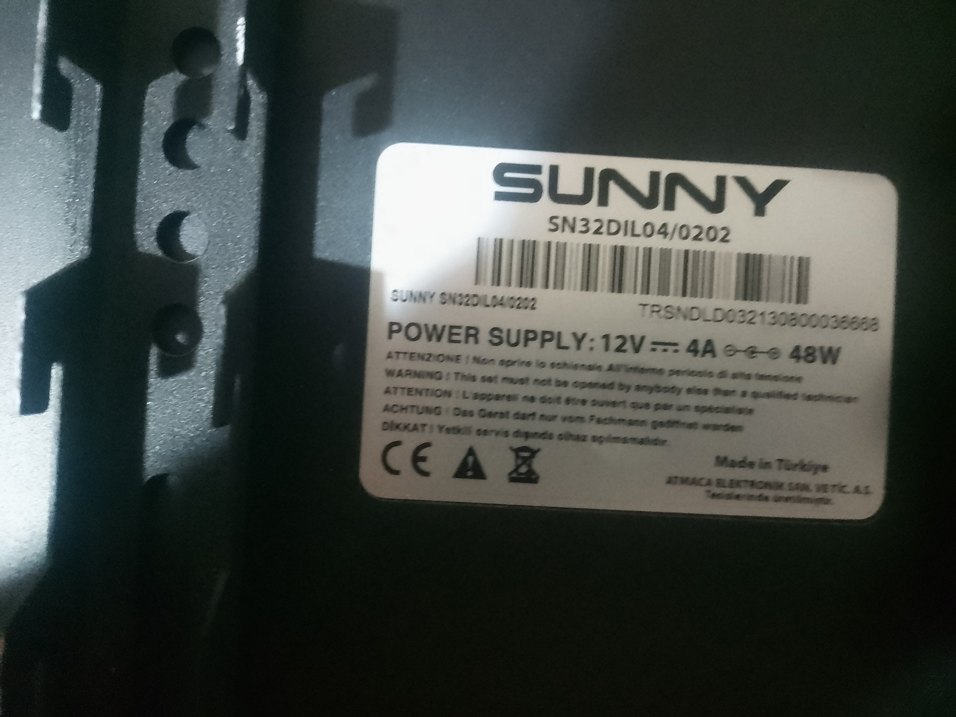 SUNNY
SN32DIL04/0202
SUNNY SN32DIL04/0202
TRSNDLD032130800036668
POWER SUPPLY: 12V 4A 48W
ATTENZIONE ! Non aprire lo schienale. All'interno pericolo di alta tensione
WARNING ! This set must not be opened by anybody else than a qualified technician
ATTENTION : L'appareil ne doit être ouvert que par un spécialiste
ACHTUNG ! Das Gerät darf nur vom Fachmann geöffnet werden
DİKKAT ! Yetkili servis dışında cihaz açılmamalıdır.
CE
Made in Türkiye
ATMACA ELEKTRONİK SAN. VE TİC. A.Ş.
Tesislerinde üretilmiştir.